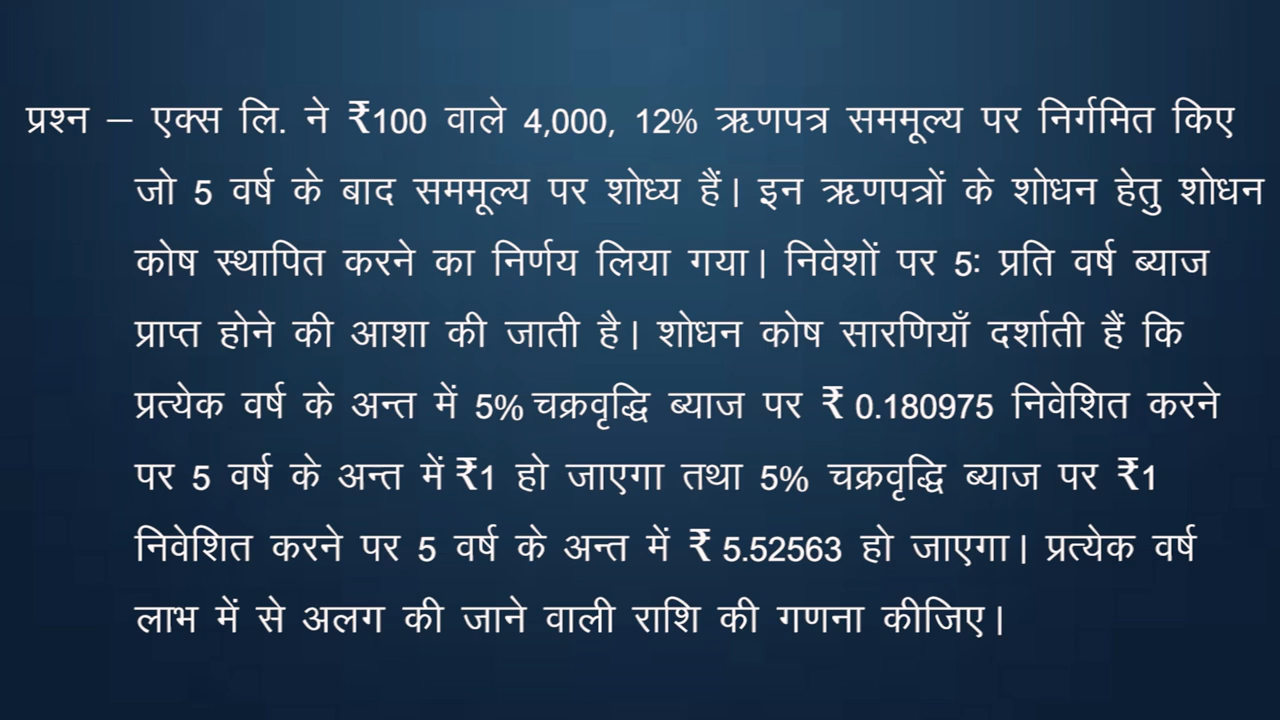 प्रश्न – एक्स लि. ने ₹100 वाले 4,000, 12% ऋणपत्र सममूल्य पर निर्गमित किए
जो 5 वर्ष के बाद सममूल्य पर शोध्य हैं। इन ऋणपत्रों के शोधन हेतु शोधन
कोष स्थापित करने का निर्णय लिया गया। निवेशों पर 5: प्रति वर्ष ब्याज
प्राप्त होने की आशा की जाती है। शोधन कोष सारणियाँ दर्शाती हैं कि
प्रत्येक वर्ष के अन्त में 5% चक्रवृद्धि ब्याज पर ₹ 0.180975 निवेशित करने
पर 5 वर्ष के अन्त में ₹1 हो जाएगा तथा 5% चक्रवृद्धि ब्याज पर ₹1
निवेशित करने पर 5 वर्ष के अन्त में ₹ 5.52563 हो जाएगा। प्रत्येक वर्ष
लाभ में से अलग की जाने वाली राशि की गणना कीजिए।